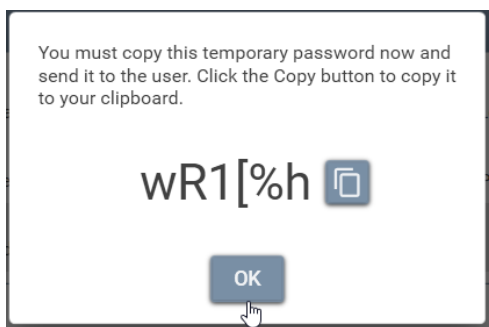 You must copy this temporary password now and
send it to the user. Click the Copy button to copy it
to your clipboard.
wR1[%h
OK